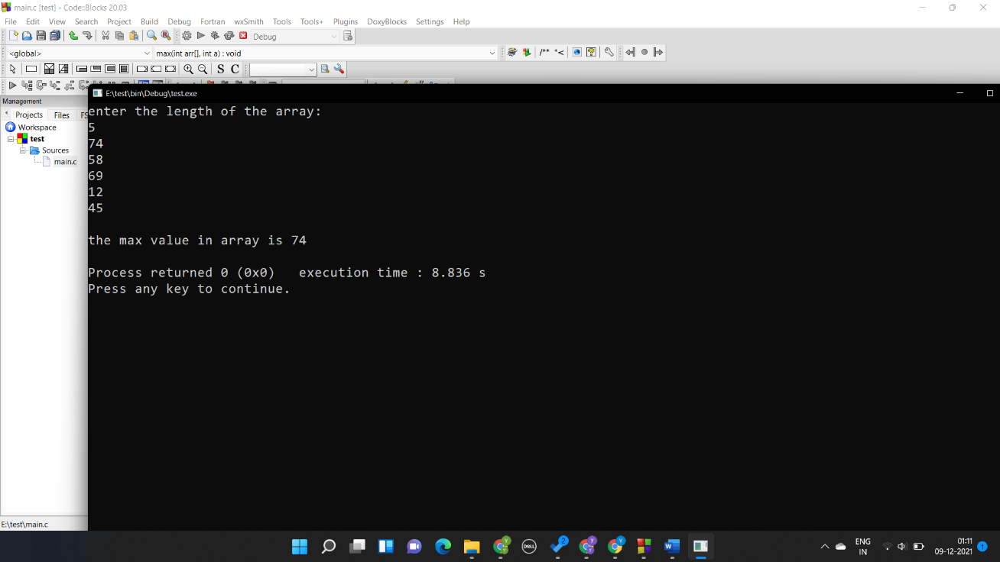 main.c [test] - Code::Blocks 20.03
File Edit View Search Project Build Debug Fortran wxSmith Tools Tools+ Plugins DoxyBlocks Settings Help
Debug
<global> max(int arr[], int a) : void /** *<
S C
Management
E:\test\bin\Debug\test.exe
Projects Files FS
Workspace
test
Sources
main.c
enter the length of the array:
5
74
58
69
12
45
the max value in array is 74
Process returned 0 (0x0)   execution time : 8.836 s
Press any key to continue.
E:\test\main.c
DELL
2
W
ENG
IN
01:11
09-12-2021
1